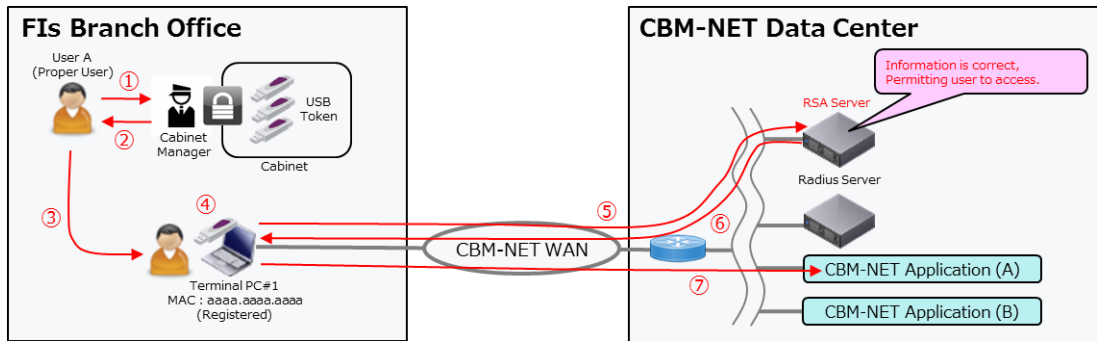 FIs Branch Office
User A
(Proper User)
①
②
Cabinet
Manager
USB
Token
Cabinet
③
④
Terminal PC#1
MAC : aaaa.aaaa.aaaa
(Registered)
CBM-NET WAN
⑤
⑥
⑦
CBM-NET Data Center
Information is correct,
Permitting user to access.
RSA Server
Radius Server
CBM-NET Application (A)
CBM-NET Application (B)